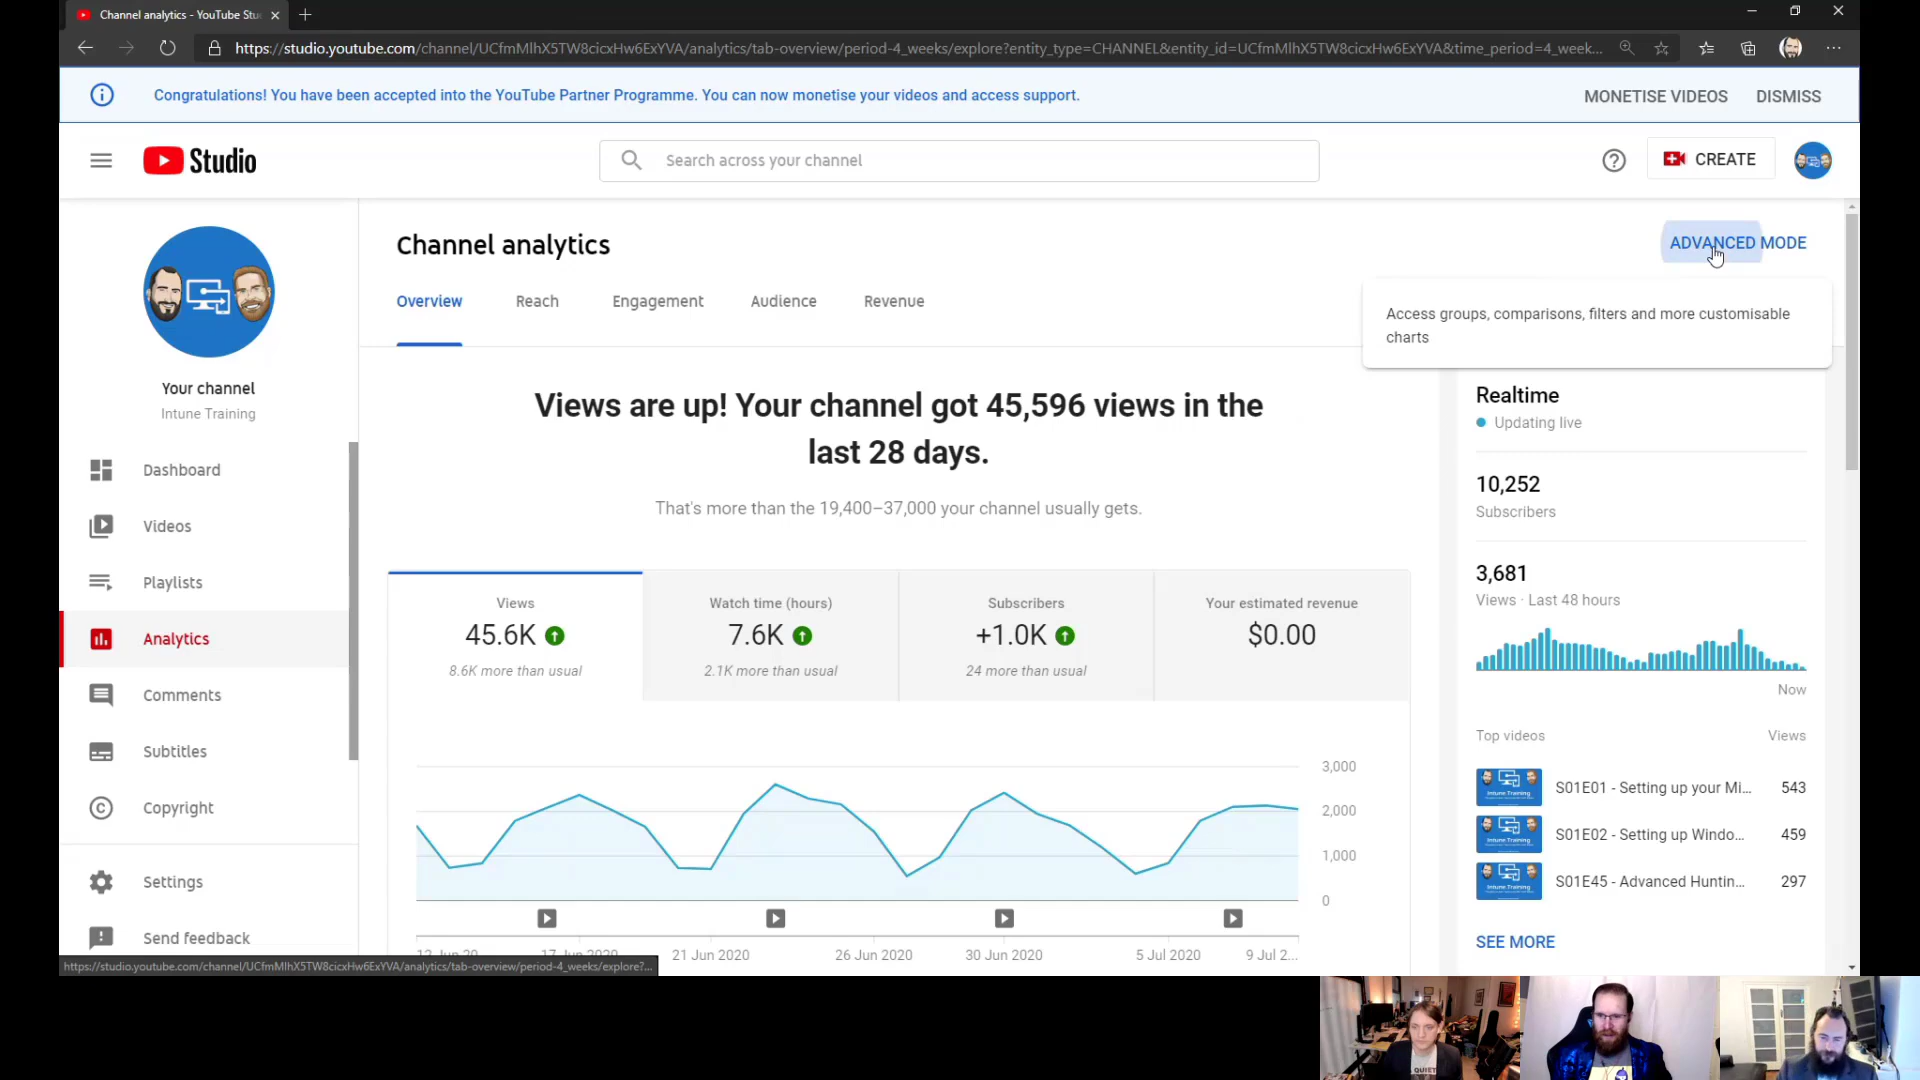 Channel analytics - YouTube Stu
https://studio.youtube.com/channel/UCfmMlhX5TW8cicxHw6ExYVA/analytics/tab-overview/period-4_weeks/explore?entity_type=CHANNEL&entity_id=UCfmMlhX5TW8cicxHw6ExYVA&time_period=4_week...
Congratulations! You have been accepted into the YouTube Partner Programme. You can now monetise your videos and access support.
MONETISE VIDEOS
DISMISS
Studio
Search across your channel
CREATE
Your channel
Intune Training
Dashboard
Videos
Playlists
Analytics
Comments
Subtitles
Copyright
Settings
Send feedback
Channel analytics
ADVANCED MODE
Overview
Reach
Engagement
Audience
Revenue
Access groups, comparisons, filters and more customisable
charts
Views are up! Your channel got 45,596 views in the
last 28 days.
That's more than the 19,400–37,000 your channel usually gets.
Views
45.6K
8.6K more than usual
Watch time (hours)
7.6K
2.1K more than usual
Subscribers
+1.0K
24 more than usual
Your estimated revenue
$0.00
3,000
2,000
1,000
0
12 Jun 20...
17 Jun 2020
21 Jun 2020
26 Jun 2020
30 Jun 2020
5 Jul 2020
9 Jul 2...
Realtime
Updating live
10,252
Subscribers
3,681
Views · Last 48 hours
Now
Top videos
Views
S01E01 - Setting up your Mi...
543
S01E02 - Setting up Windo...
459
S01E45 - Advanced Huntin...
297
SEE MORE
https://studio.youtube.com/channel/UCfmMlhX5TW8cicxHw6ExYVA/analytics/tab-overview/period-4_weeks/explore?...